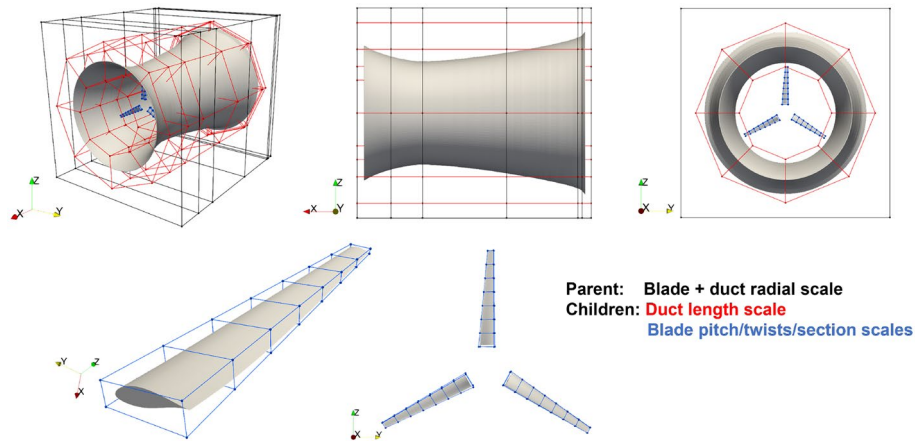 Z
X
Y
Z
X
Y
Z
X
Y
Y
Z
X
Z
X
Y
Parent: Blade + duct radial scale
Children: Duct length scale
Blade pitch/twists/section scales